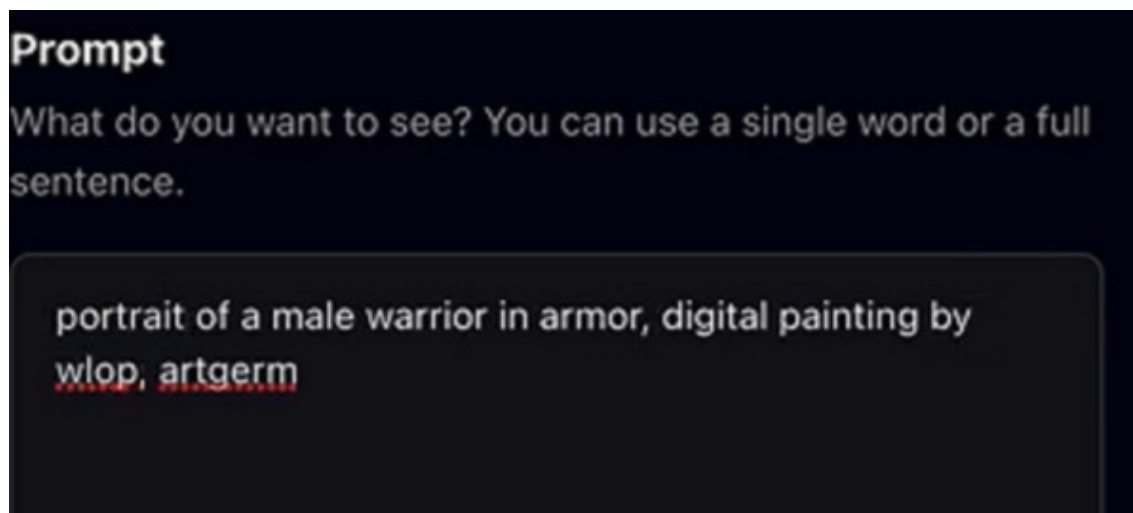 Prompt
What do you want to see? You can use a single word or a full
sentence.
portrait of a male warrior in armor, digital painting by
wlop, artgerm